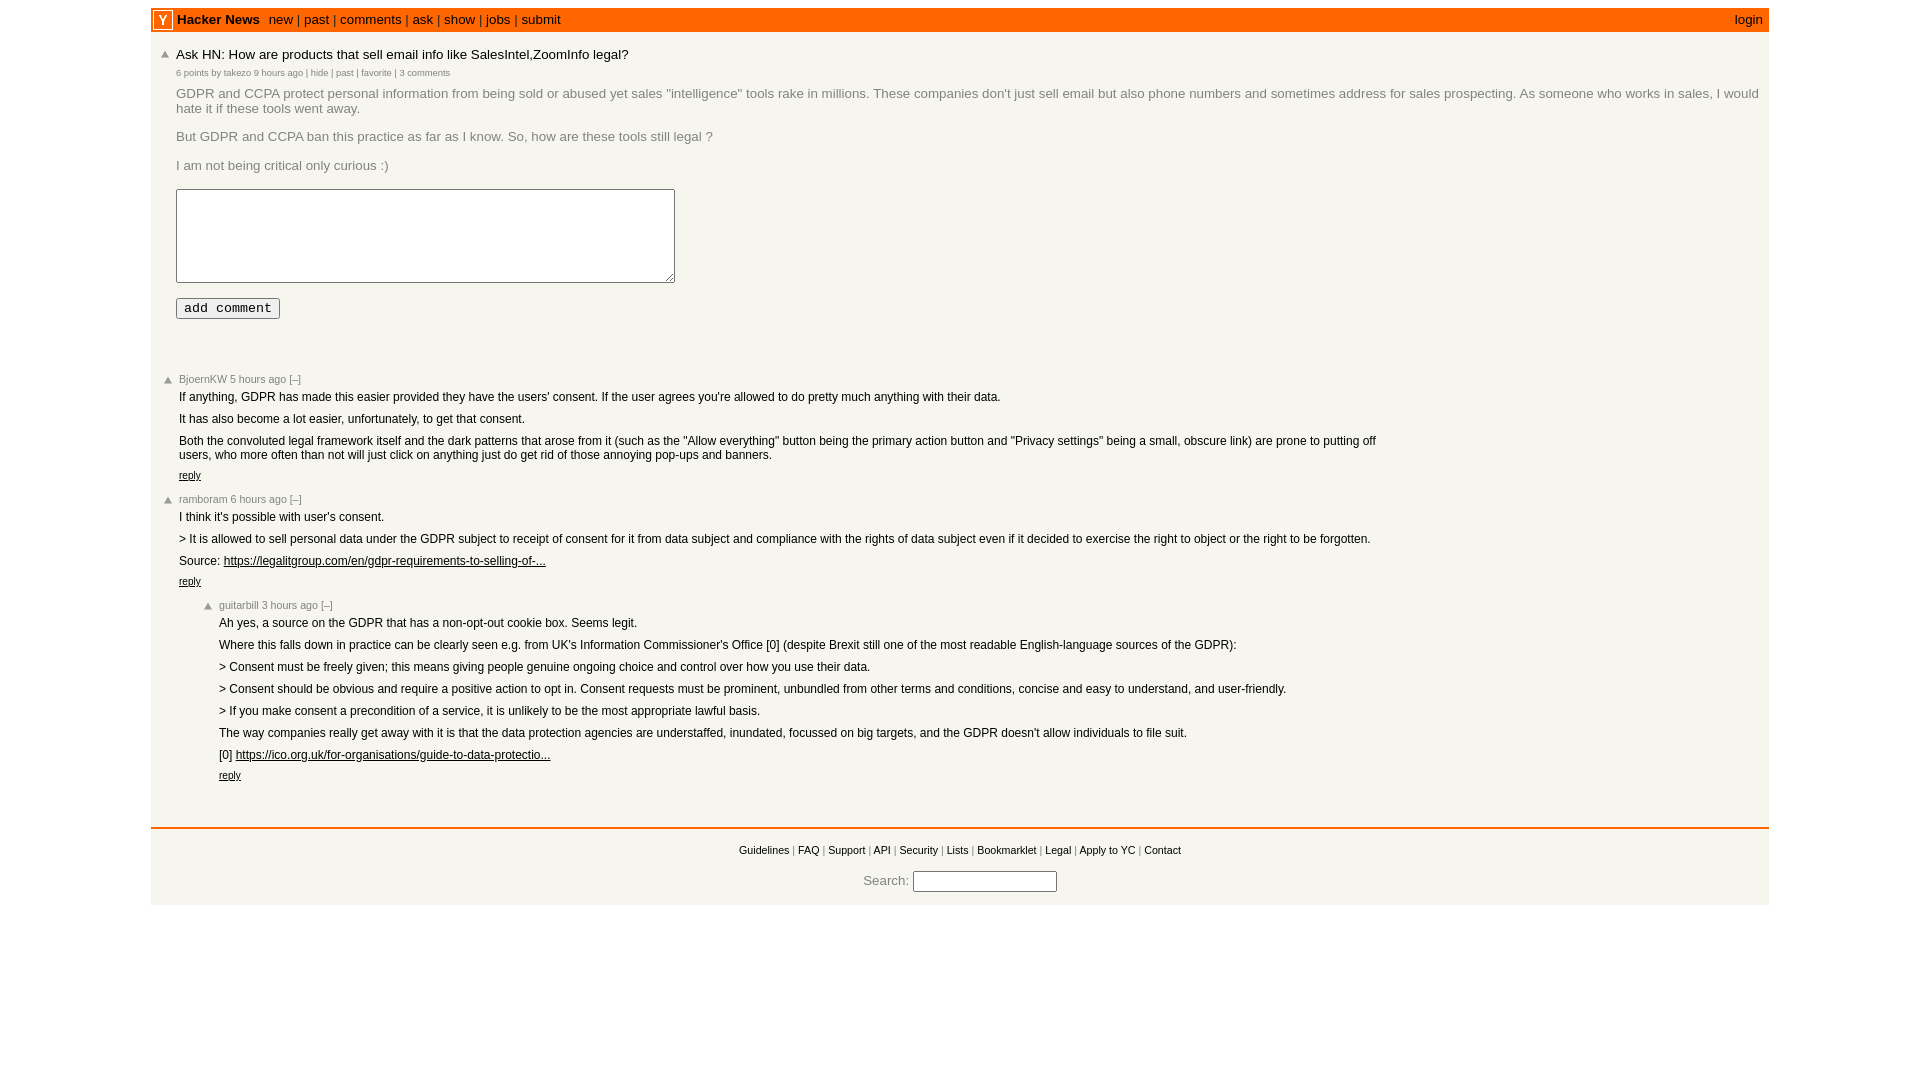 Y Hacker News new | past | comments | ask | show | jobs | submit login
Ask HN: How are products that sell email info like SalesIntel,ZoomInfo legal?
6 points by takezo 9 hours ago | hide | past | favorite | 3 comments
GDPR and CCPA protect personal information from being sold or abused yet sales "intelligence" tools rake in millions. These companies don't just sell email but also phone numbers and sometimes address for sales prospecting. As someone who works in sales, I would
hate it if these tools went away.
But GDPR and CCPA ban this practice as far as I know. So, how are these tools still legal ?
I am not being critical only curious :)
add comment
BjoernKW 5 hours ago [–]
If anything, GDPR has made this easier provided they have the users' consent. If the user agrees you're allowed to do pretty much anything with their data.
It has also become a lot easier, unfortunately, to get that consent.
Both the convoluted legal framework itself and the dark patterns that arose from it (such as the "Allow everything" button being the primary action button and "Privacy settings" being a small, obscure link) are prone to putting off
users, who more often than not will just click on anything just do get rid of those annoying pop-ups and banners.
reply
ramboram 6 hours ago [–]
I think it's possible with user's consent.
> It is allowed to sell personal data under the GDPR subject to receipt of consent for it from data subject and compliance with the rights of data subject even if it decided to exercise the right to object or the right to be forgotten.
Source: https://legalitgroup.com/en/gdpr-requirements-to-selling-of-...
reply
guitarbill 3 hours ago [–]
Ah yes, a source on the GDPR that has a non-opt-out cookie box. Seems legit.
Where this falls down in practice can be clearly seen e.g. from UK's Information Commissioner's Office [0] (despite Brexit still one of the most readable English-language sources of the GDPR):
> Consent must be freely given; this means giving people genuine ongoing choice and control over how you use their data.
> Consent should be obvious and require a positive action to opt in. Consent requests must be prominent, unbundled from other terms and conditions, concise and easy to understand, and user-friendly.
> If you make consent a precondition of a service, it is unlikely to be the most appropriate lawful basis.
The way companies really get away with it is that the data protection agencies are understaffed, inundated, focussed on big targets, and the GDPR doesn't allow individuals to file suit.
[0] https://ico.org.uk/for-organisations/guide-to-data-protectio...
reply
Guidelines | FAQ | Support | API | Security | Lists | Bookmarklet | Legal | Apply to YC | Contact
Search: